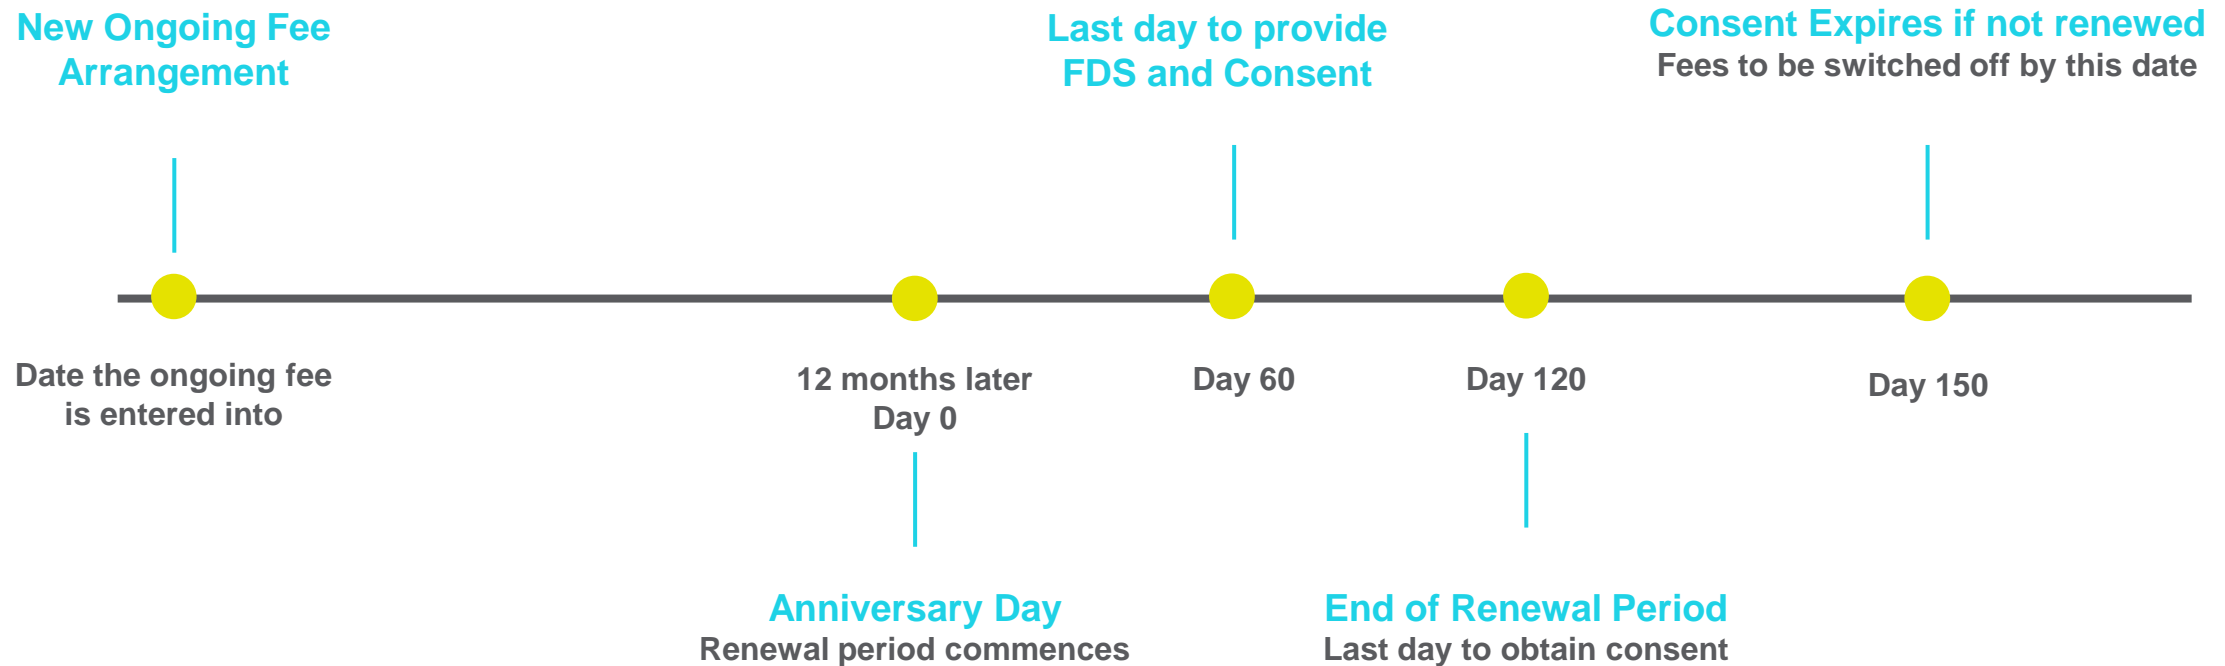 New Ongoing Fee
Arrangement
Last day to provide
FDS and Consent
Consent Expires if not renewed
Fees to be switched off by this date
Date the ongoing fee
is entered into
12 months later
Day 0
Day 60
Day 120
Day 150
Anniversary Day
Renewal period commences
End of Renewal Period
Last day to obtain consent